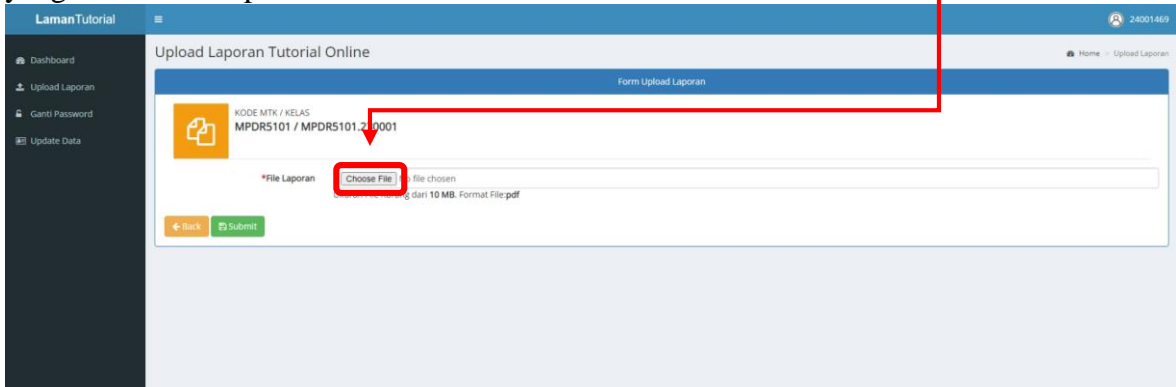 LamanTutorial
24001469
Dashboard
Upload Laporan
Ganti Password
Update Data
Upload Laporan Tutorial Online
Home > Upload Laporan
Form Upload Laporan
KODE MTK / KELAS
MPDR5101 / MPDR5101.2 0001
*File Laporan
Choose File
file chosen
dari 10 MB. Format File:pdf
Back
Submit